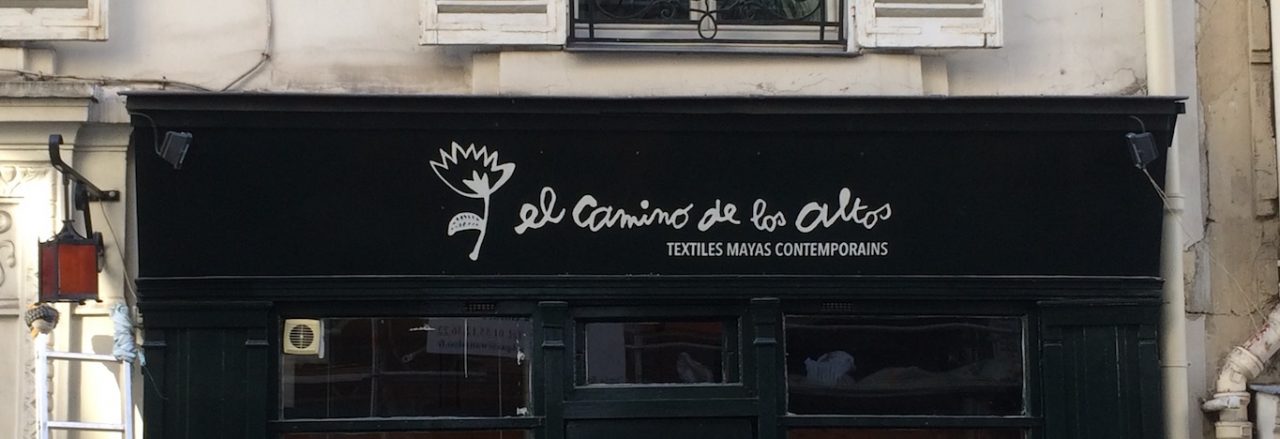 el camino de los altos
TEXTILES MAYAS CONTEMPORAINS